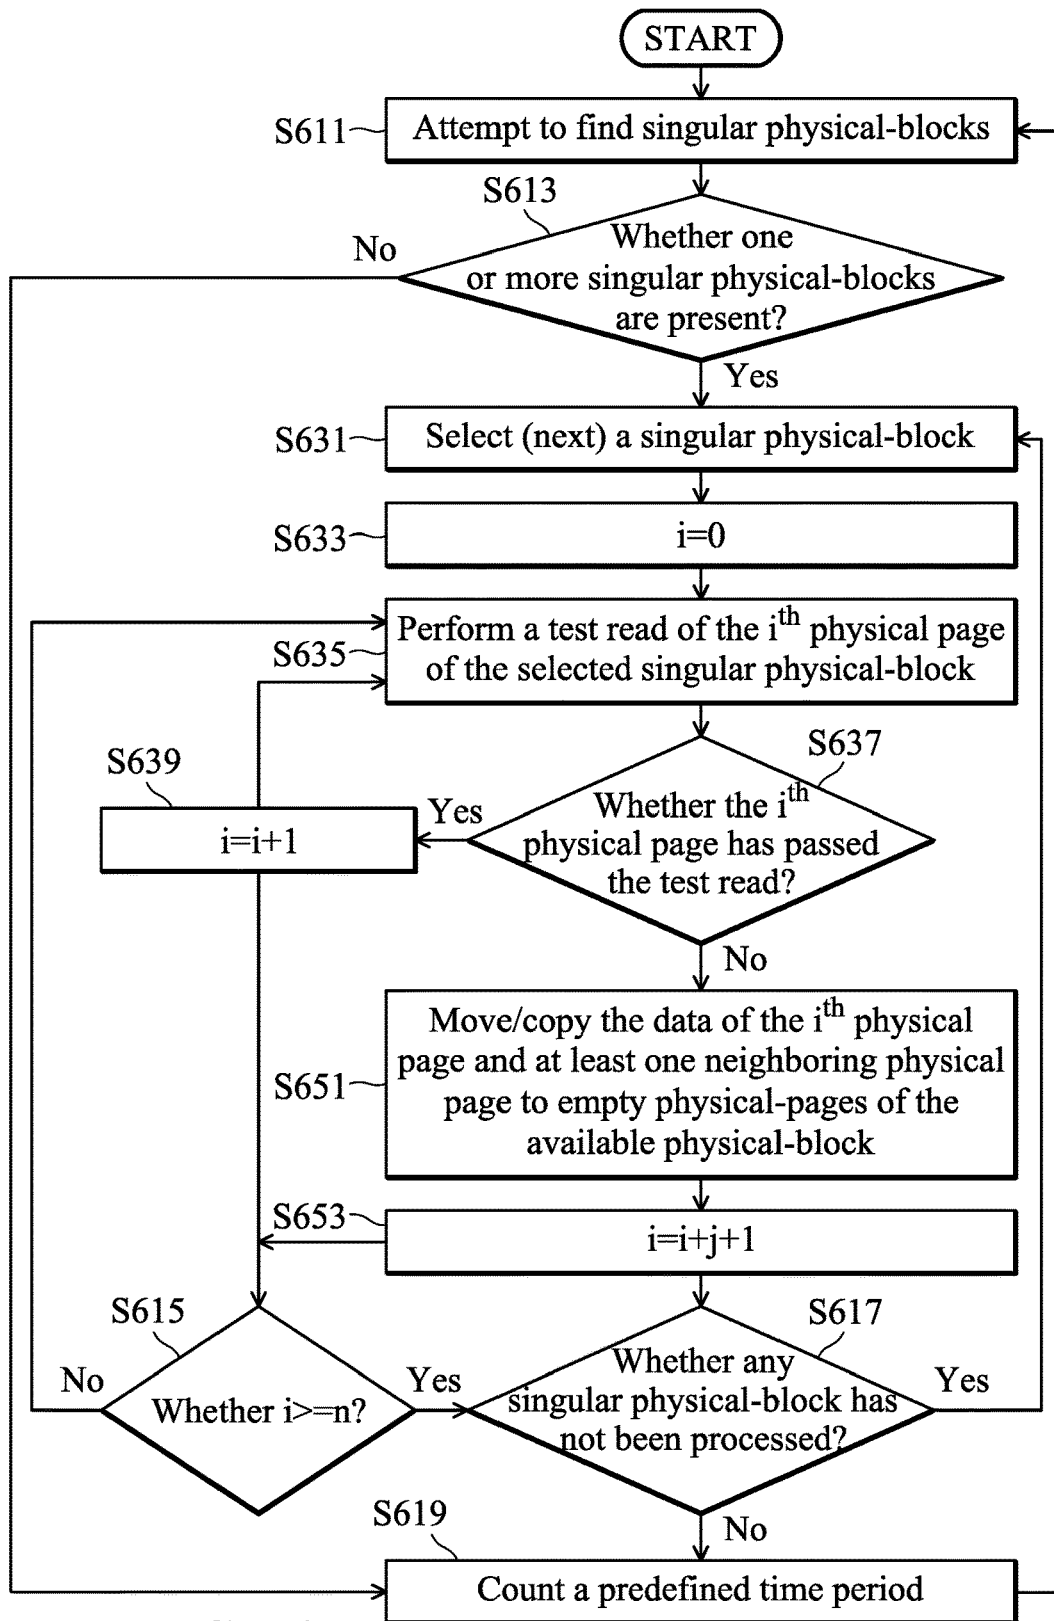 START
S611
Attempt to find singular physical-blocks
S613
No
Whether one
or more singular physical-blocks
are present?
Yes
S631
Select (next) a singular physical-block
S633
i=0
S635
Perform a test read of the ith physical page
of the selected singular physical-block
S639
S637
i=i+1
Yes
Whether the ith
physical page has passed
the test read?
No
S651
Move/copy the data of the ith physical
page and at least one neighboring physical
page to empty physical-pages of the
available physical-block
S653
i=i+j+1
S615
S617
No
Whether i>=n?
Yes
Whether any
singular physical-block has
not been processed?
Yes
S619
No
Count a predefined time period